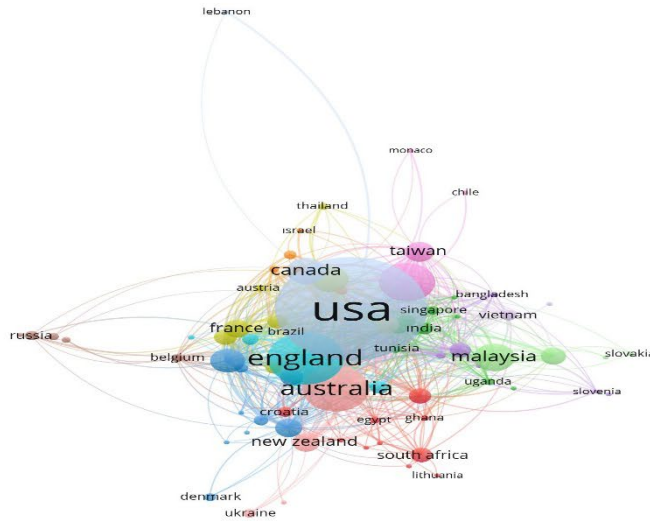 lebanon
monaco
chile
thailand
israel
taiwan
canada
austria
bangladesh
usa
singapore
vietnam
russia
france
brazil
india
tunisia
belgium
england
malaysia
slovakia
australia
uganda
slovenia
croatia
egypt
ghana
new zealand
south africa
lithuania
denmark
ukraine